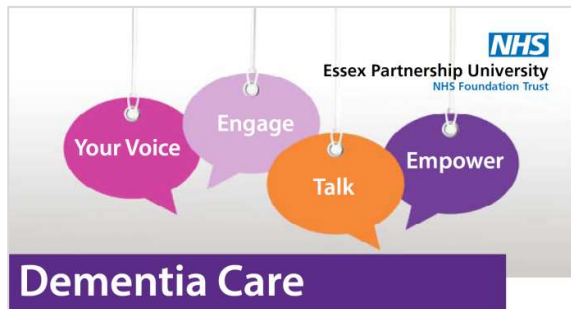 NHS
Essex Partnership University
NHS Foundation Trust
Your Voice
Engage
Talk
Empower
Dementia Care